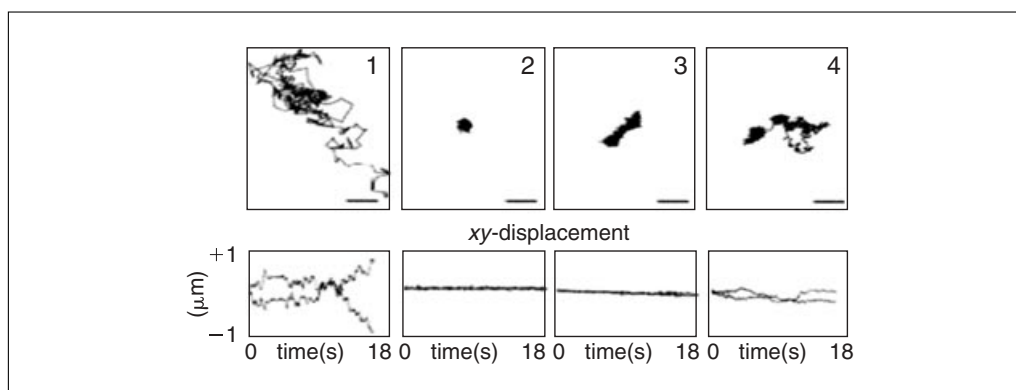 1 2 3 4
xy-displacement
+1
(μm)
−1
0 time(s) 18 0 time(s) 18 0 time(s) 18 0 time(s) 18